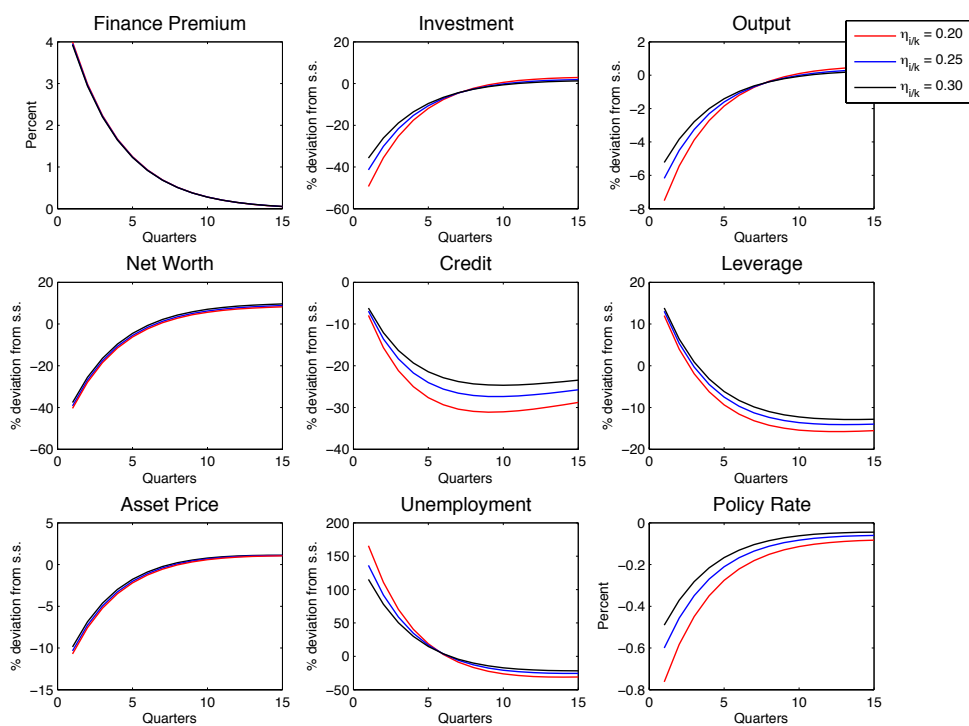 Finance Premium
4
3
2
1
0
Percent
0
5
10
15
Quarters
Investment
20
0
−20
−40
−60
% deviation from s.s.
0
5
10
15
Quarters
Output
2
0
−2
−4
−6
−8
% deviation from s.s.
0
5
10
15
Quarters
η i/k = 0.20
η i/k = 0.25
η i/k = 0.30
Net Worth
20
0
−20
−40
−60
% deviation from s.s.
0
5
10
15
Quarters
Credit
0
−10
−20
−30
−40
% deviation from s.s.
0
5
10
15
Quarters
Leverage
20
10
0
−10
−20
% deviation from s.s.
0
5
10
15
Quarters
Asset Price
5
0
−5
−10
−15
% deviation from s.s.
0
5
10
15
Quarters
Unemployment
200
150
100
50
0
−50
% deviation from s.s.
0
5
10
15
Quarters
Policy Rate
0
−0.2
−0.4
−0.6
−0.8
Percent
0
5
10
15
Quarters